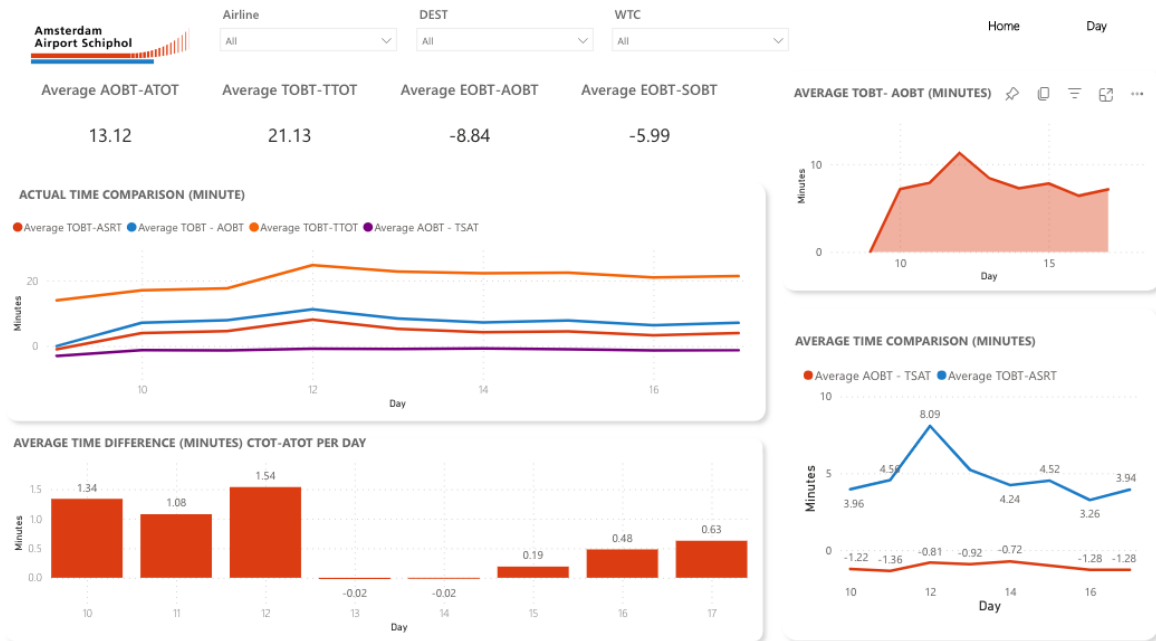 Amsterdam
Airport Schiphol
Airline
All
DEST
All
WTC
All
Home
Day
Average AOBT-ATOT
13.12
Average TOBT-TTOT
21.13
Average EOBT-AOBT
-8.84
Average EOBT-SOBT
-5.99
AVERAGE TOBT- AOBT (MINUTES)
10
0
Minutes
10
15
Day
ACTUAL TIME COMPARISON (MINUTE)
Average TOBT-ASRT
Average TOBT - AOBT
Average TOBT-TTOT
Average AOBT - TSAT
20
0
Minutes
10
12
14
16
Day
AVERAGE TIME COMPARISON (MINUTES)
Average AOBT - TSAT
Average TOBT-ASRT
10
5
0
Minutes
3.96
4.56
8.09
4.24
4.52
3.26
3.94
-1.22
-1.36
-0.81
-0.92
-0.72
-1.28
-1.28
10
12
14
16
Day
AVERAGE TIME DIFFERENCE (MINUTES) CTOT-ATOT PER DAY
1.5
1.0
0.5
0.0
Minutes
1.34
1.08
1.54
-0.02
-0.02
0.19
0.48
0.63
10
11
12
13
14
15
16
17
Day